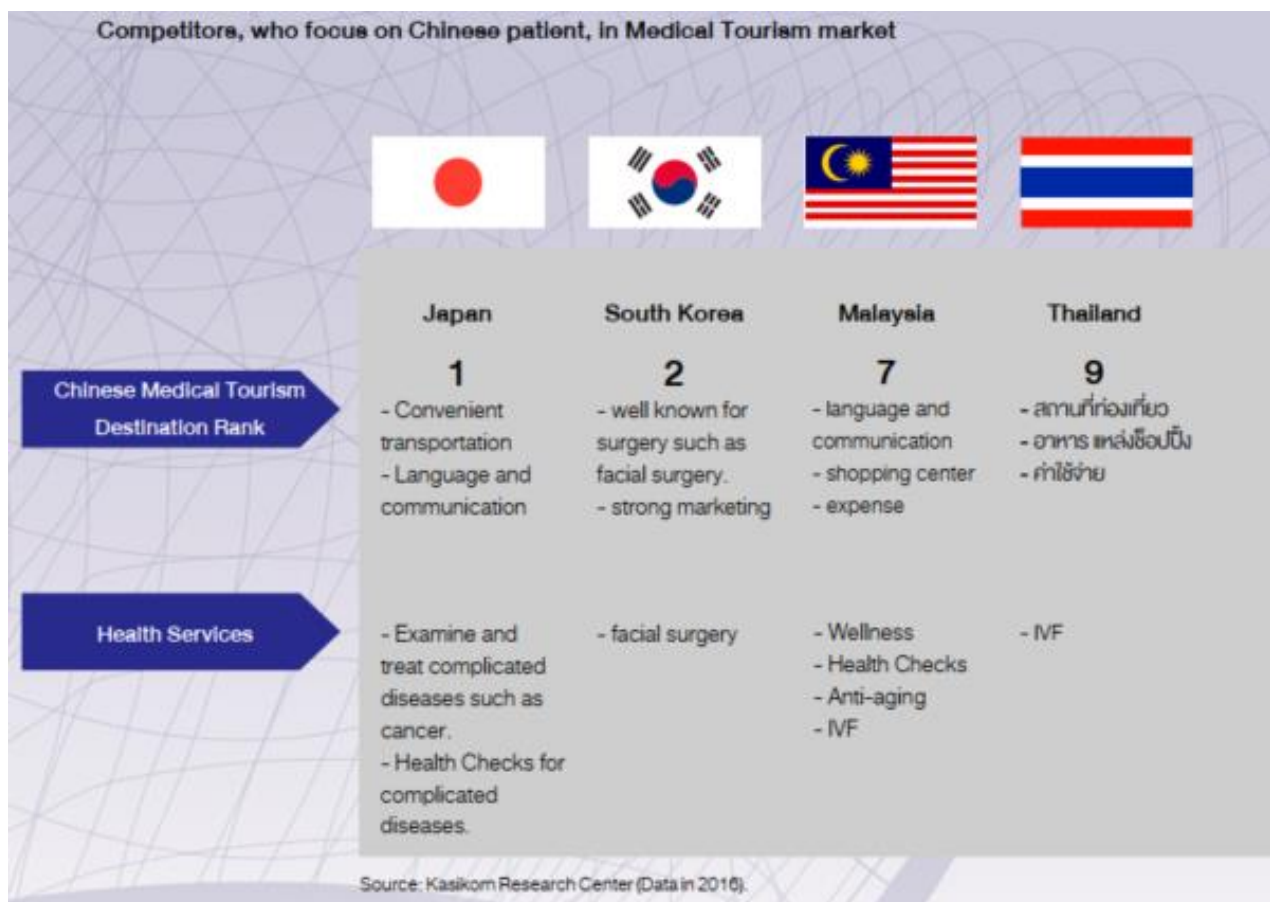 Competitors, who focus on Chinese patient, in Medical Tourism market
Japan
South Korea
Malaysia
Thailand
Chinese Medical Tourism
Destination Rank
1
- Convenient
transportation
- Language and
communication
2
- well known for
surgery such as
facial surgery.
- strong marketing
7
- language and
communication
- shopping center
- expense
9
- สถานที่ท่องเที่ยว
- อาหาร แหล่งช็อปปิ้ง
- ค่าใช้จ่าย
Health Services
- Examine and
treat complicated
diseases such as
cancer.
- Health Checks for
complicated
diseases.
- facial surgery
- Wellness
- Health Checks
- Anti-aging
- IVF
- IVF
Source: Kasikorn Research Center (Data in 2016).